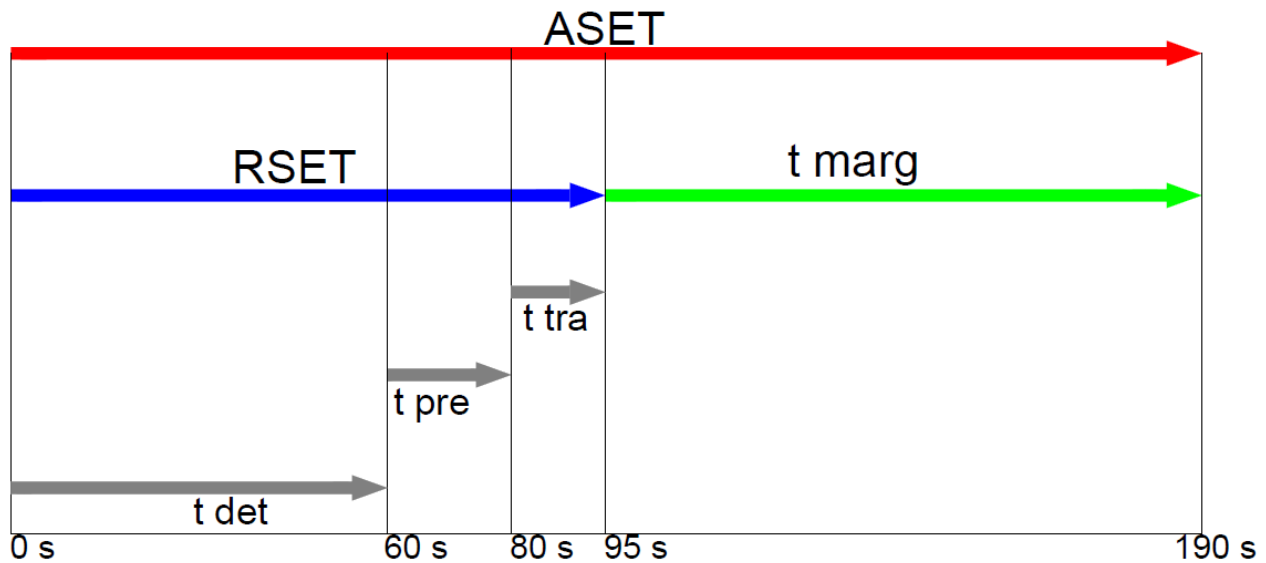 ASET
RSET
t marg
t tra
t pre
t det
0 s
60 s
80 s
95 s
190 s